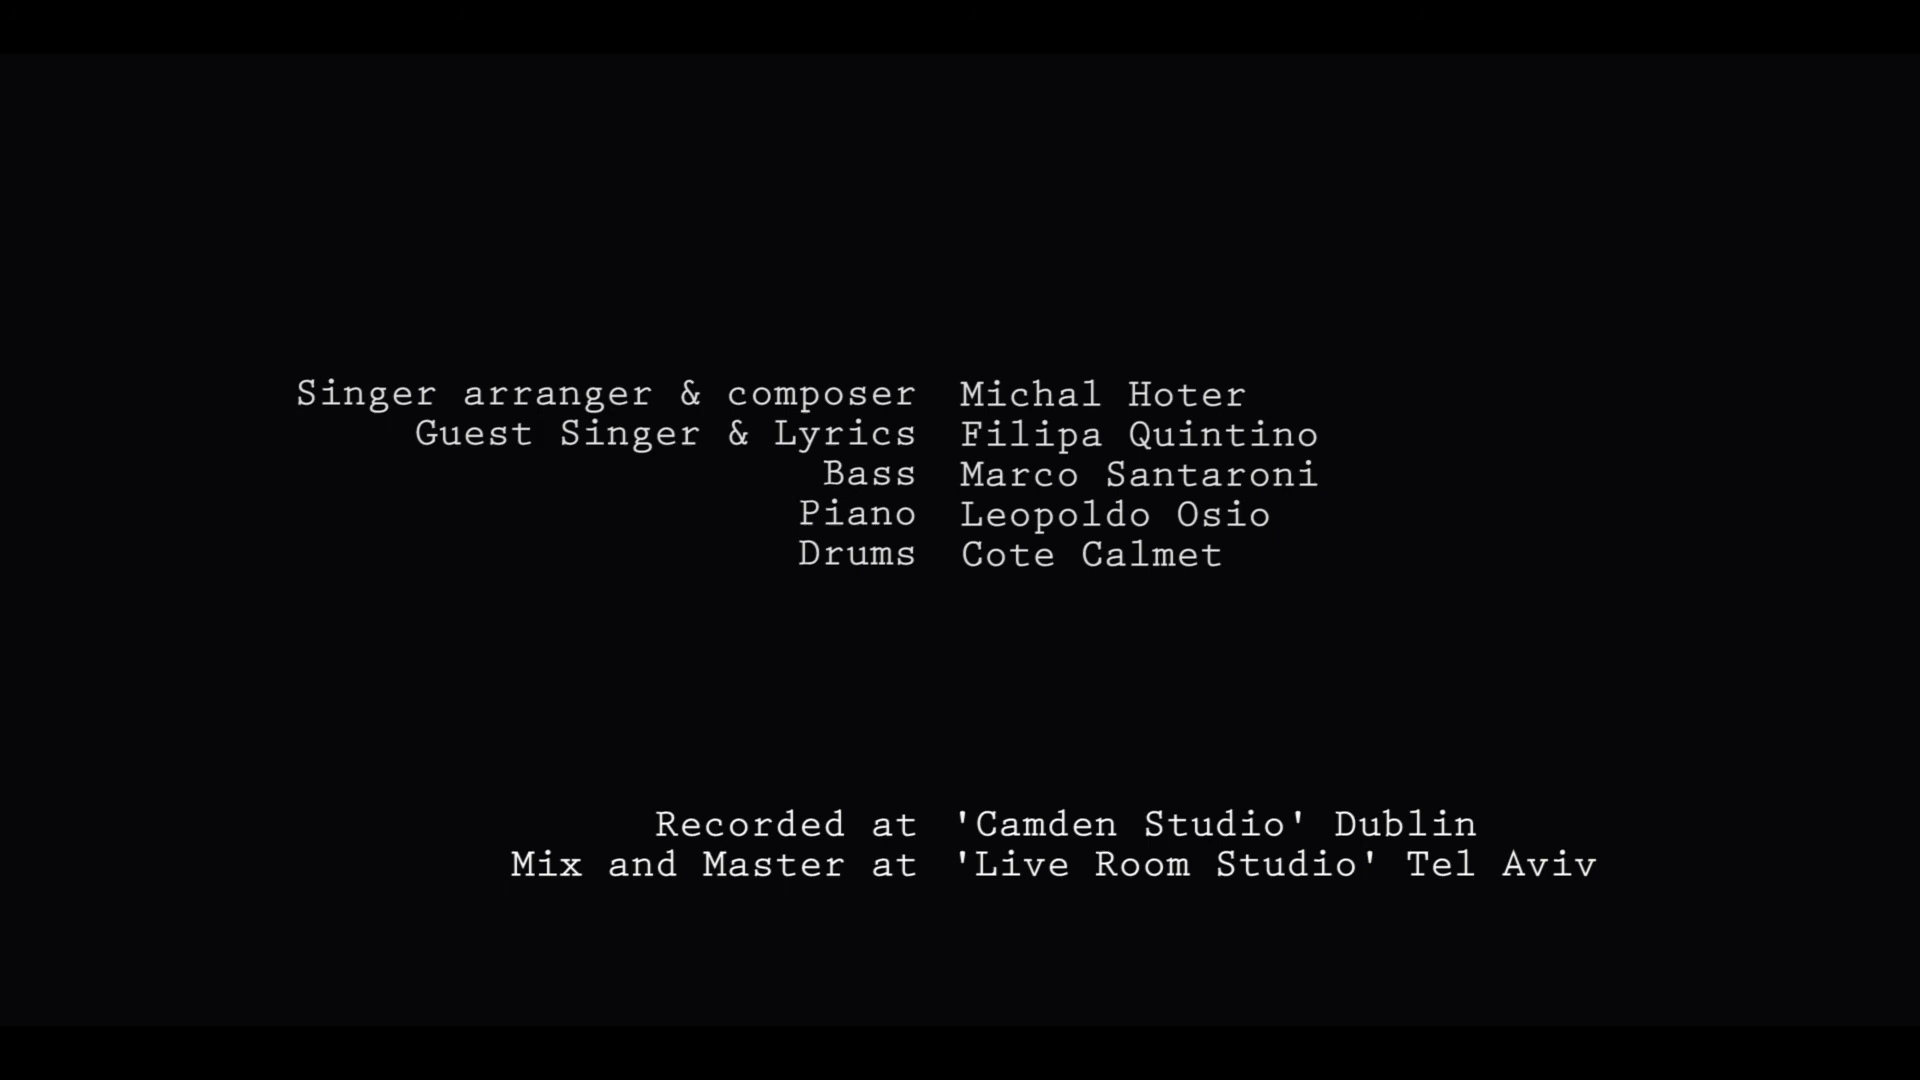 Singer arranger & composer Michal Hoter
Guest Singer & Lyrics Filipa Quintino
Bass Marco Santaroni
Piano Leopoldo Osio
Drums Cote Calmet
Recorded at 'Camden Studio' Dublin
Mix and Master at 'Live Room Studio' Tel Aviv